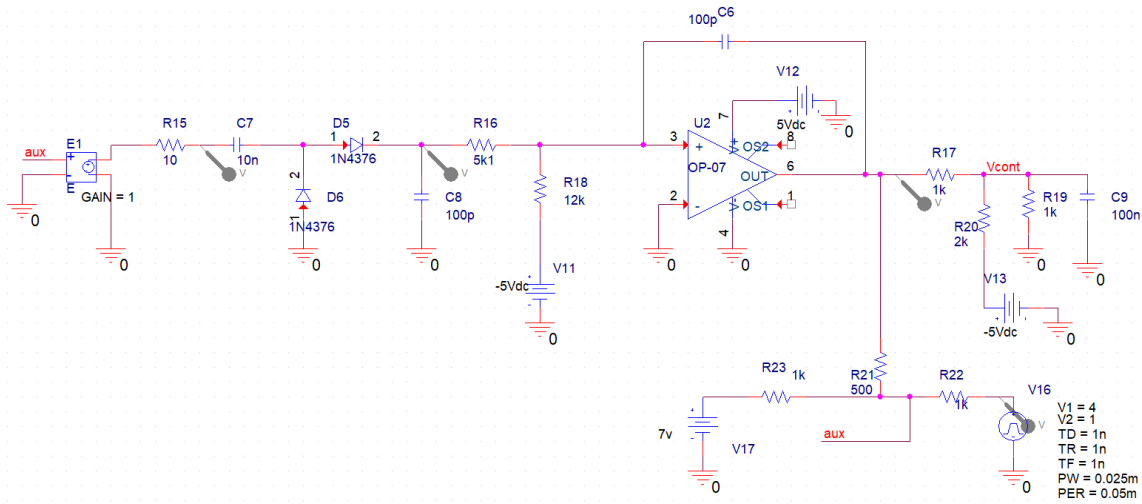 C6
100p
V12
5Vdc
0
E1
aux
+
-
E
GAIN = 1
0
0
R15
10
V
C7
10n
D5
1
2
1N4376
2
D6
1
1N4376
0
R16
5k1
V
C8
100p
0
R18
12k
V11
-5Vdc
+
-
0
U2
7
3
+
OP-07
2
-
4
V+
V-
OS2
8
6
OUT
OS1
1
0
0
R17
1k
V
Vcont
R20
2k
R19
1k
0
C9
100n
0
V13
-5Vdc
0
R23
1k
R21
500
R22
1k
V16
V
7v
V17
0
aux
0
V1 = 4
V2 = 1
TD = 1n
TR = 1n
TF = 1n
PW = 0.025m
PER = 0.05m